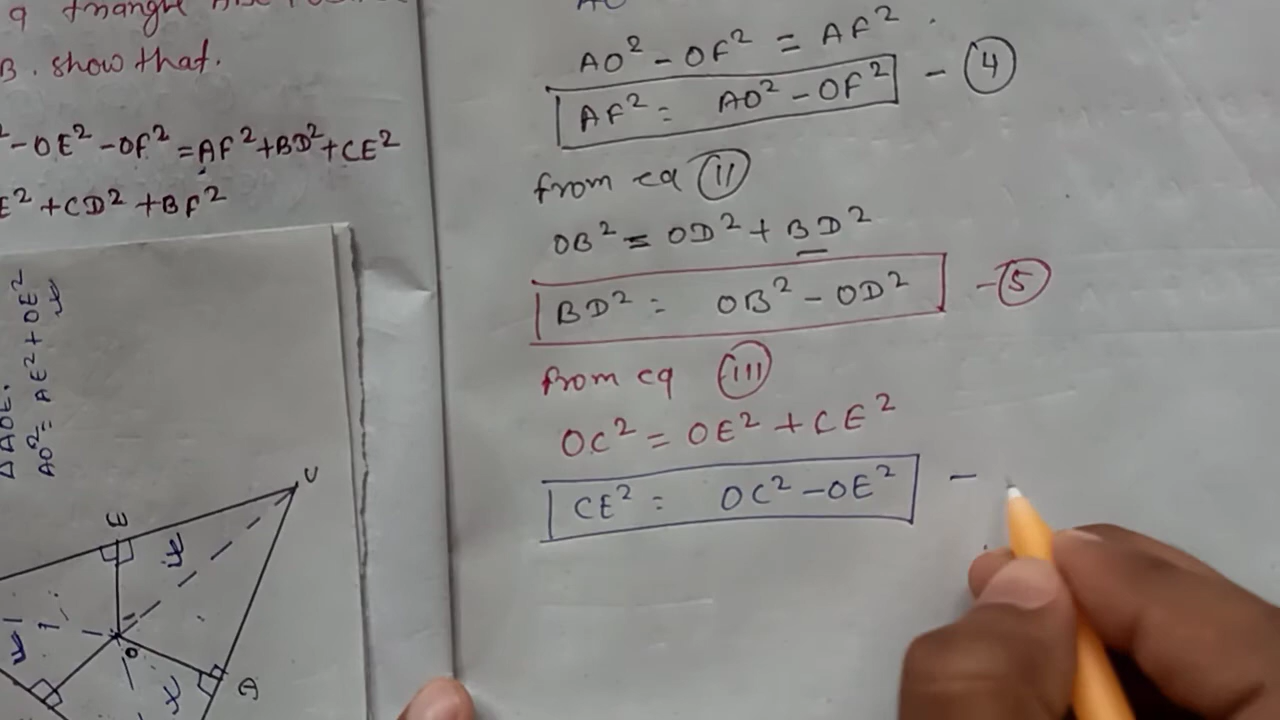 a triangle
B. show that.
- OE² - OF² = AF² + BD² + CE²
E² + CD² + BF²
ΔAOE.
AO² = AE² + OE²
C
E
O
D
AO² - OF² = AF².
AF² = AO² - OF² - 4
from eq II
OB² = OD² + BD²
BD² = OB² - OD² - 5
from eq III
OC² = OE² + CE²
CE² = OC² - OE² -